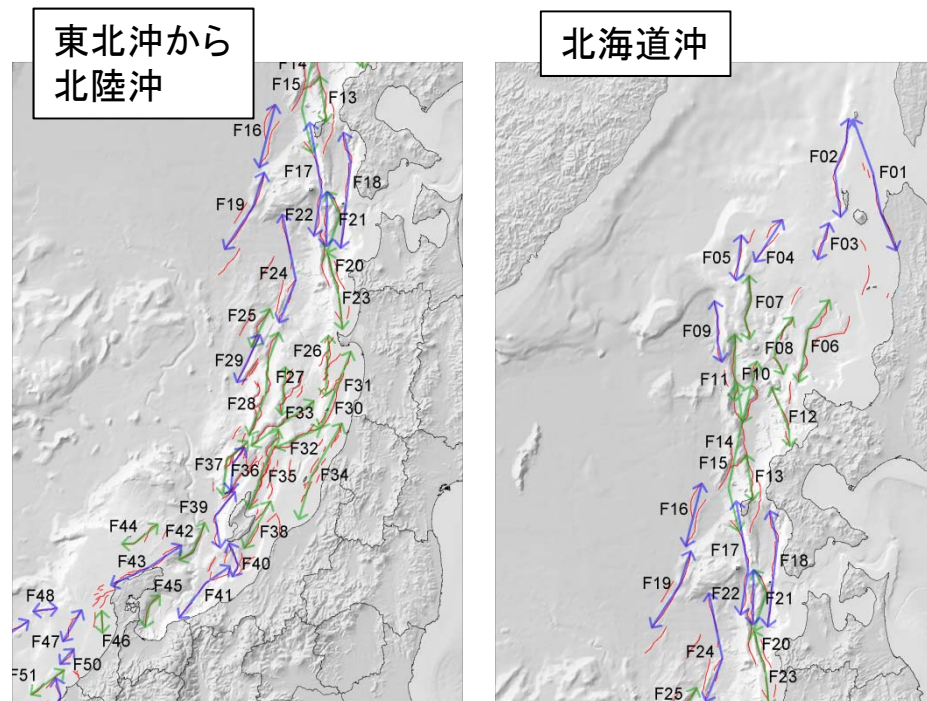 東北沖から
北陸沖
F14
F15
F13
F16
F17
F18
F19
F22
F21
F20
F24
F23
F25
F26
F29
F27
F31
F28
F30
F33
F32
F37
F36
F35
F34
F39
F38
F44
F42
F43
F40
F45
F41
F48
F47
F46
F50
F51
北海道沖
F02
F01
F03
F05
F04
F07
F09
F08
F06
F10
F11
F12
F14
F15
F13
F16
F17
F18
F19
F22
F21
F20
F24
F23
F25